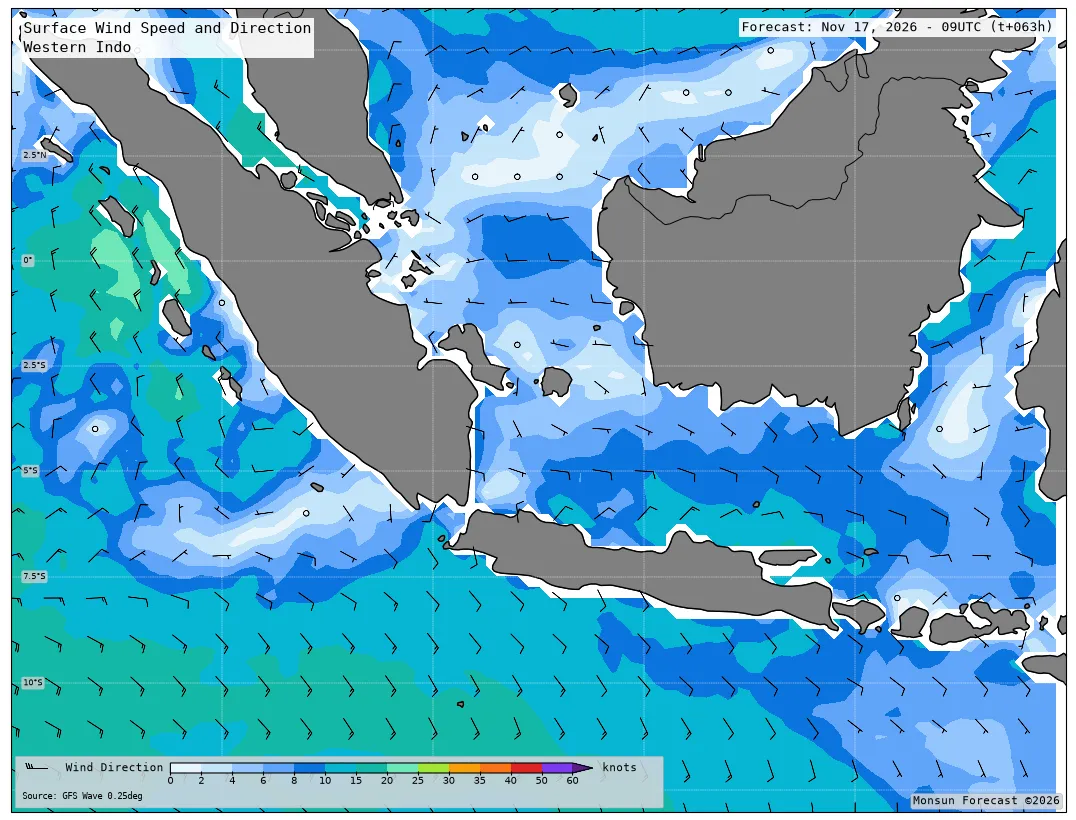 Surface Wind Speed and Direction
Western Indo
Forecast: Nov 17, 2026 - 09UTC (t+063h)
2.5°N
0°
2.5°S
5°S
7.5°S
10°S
Wind Direction
0 2 4 6 8 10 15 20 25 30 35 40 50 60
knots
Source: GFS Wave 0.25deg
Monsun Forecast ©2026